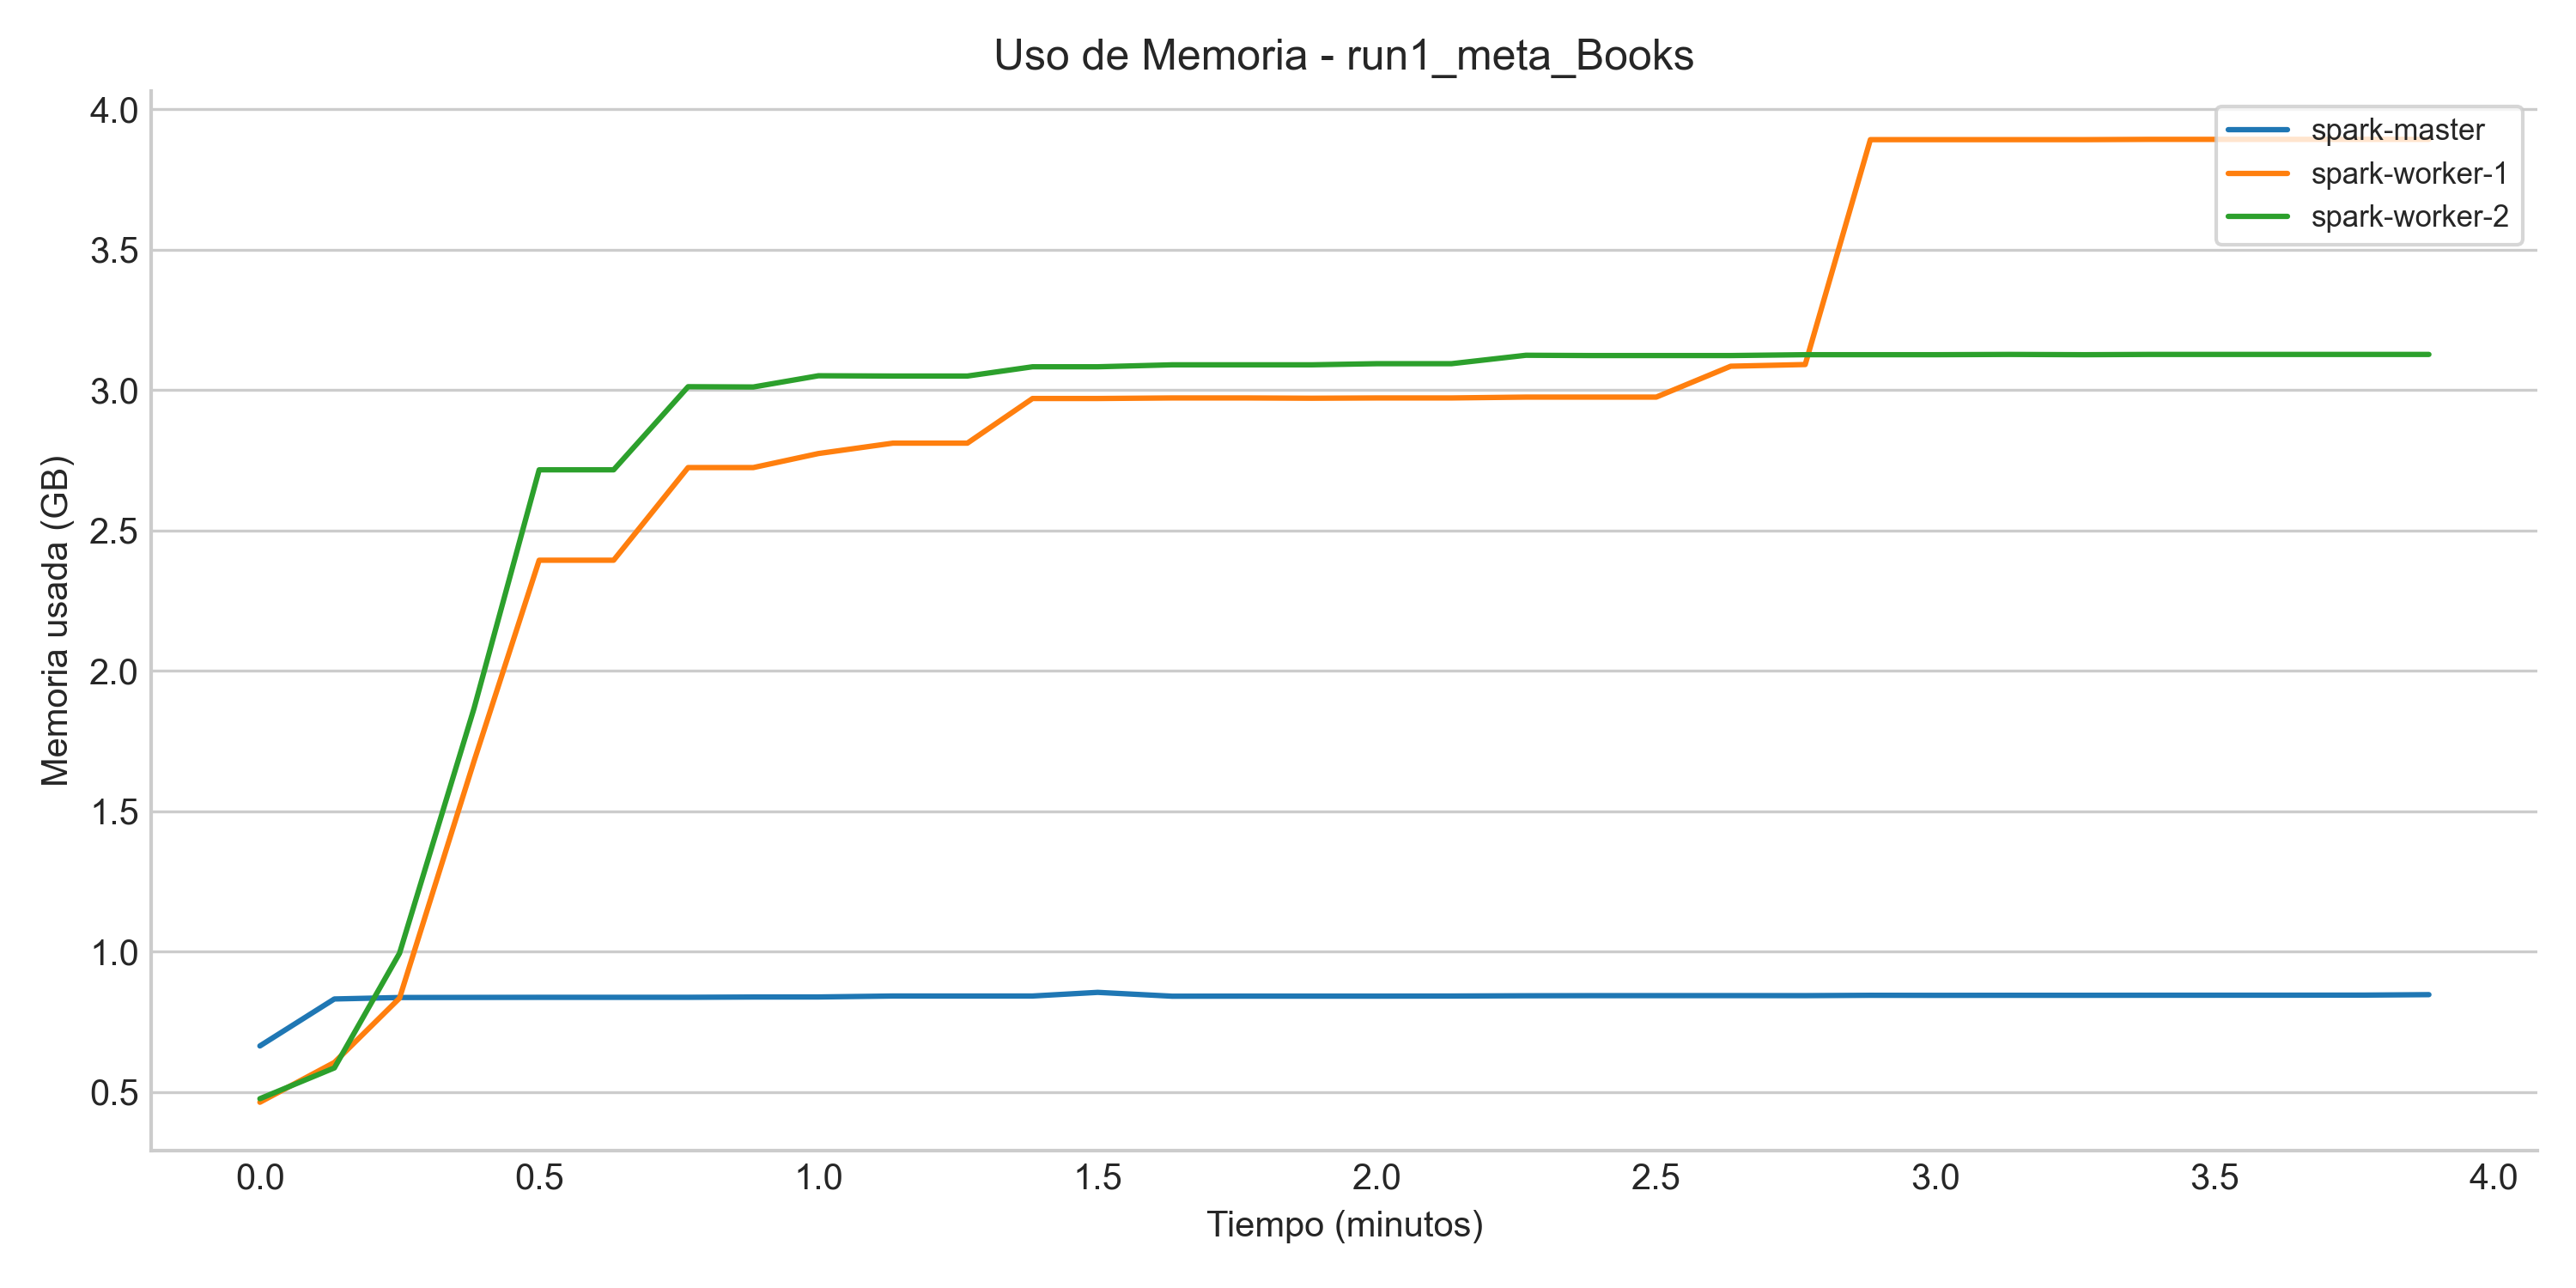 Uso de Memoria - run1_meta_Books
4.0
3.5
3.0
2.5
2.0
1.5
1.0
0.5
Memoria usada (GB)
spark-master
spark-worker-1
spark-worker-2
0.0 0.5 1.0 1.5 2.0 2.5 3.0 3.5 4.0
Tiempo (minutos)